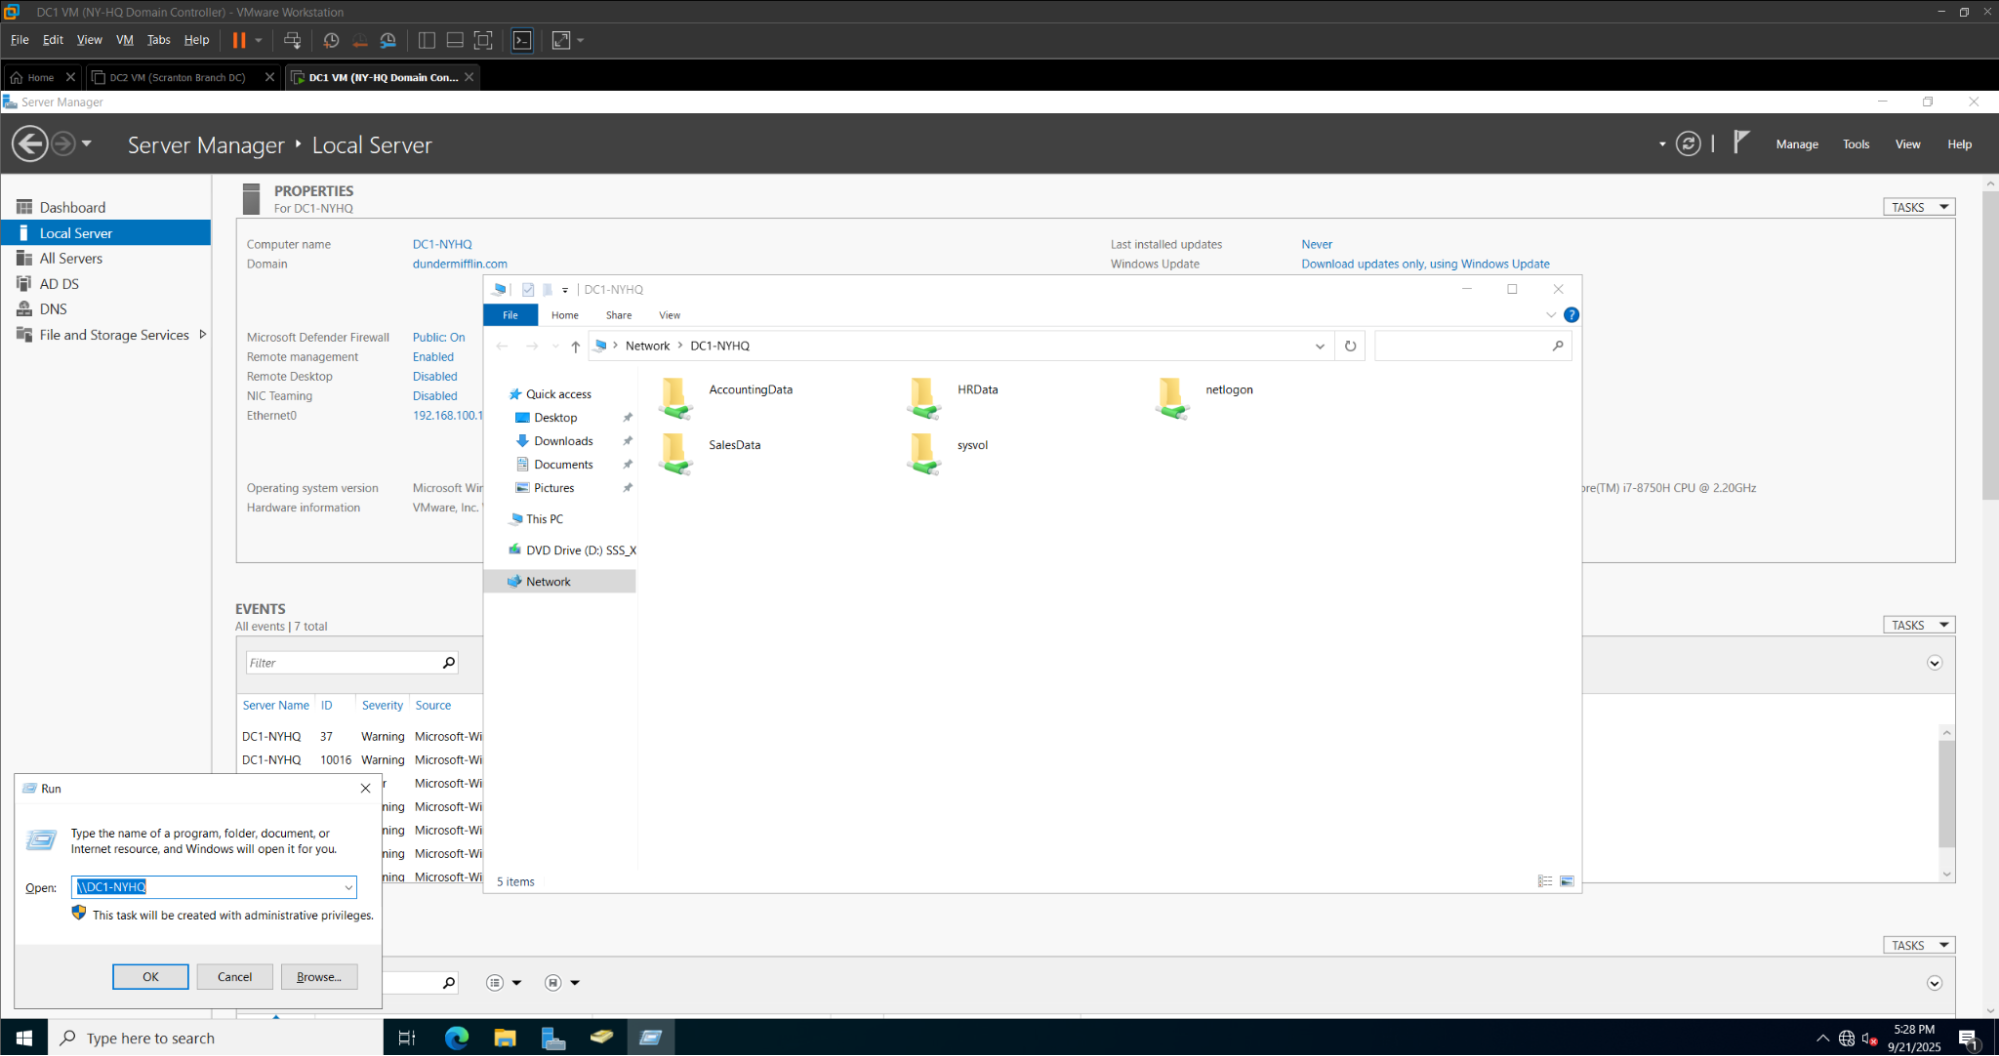 DC1 VM (NY-HQ Domain Controller) - VMware Workstation
File Edit View VM Tabs Help
Home DC2 VM (Scranton Branch DC) DC1 VM (NY-HQ Domain Con...
Server Manager
Server Manager Local Server
Manage Tools View Help
Dashboard
Local Server
All Servers
AD DS
DNS
File and Storage Services
PROPERTIES
For DC1-NYHQ
TASKS
Computer name DC1-NYHQ
Domain dundermifflin.com
Last installed updates Never
Windows Update Download updates only, using Windows Update
Microsoft Defender Firewall Public: On
Remote management Enabled
Remote Desktop Disabled
NIC Teaming Disabled
Ethernet0 192.168.100.1
Operating system version Microsoft Wir
Hardware information VMware, Inc.
ore(TM) i7-8750H CPU @ 2.20GHz
DC1-NYHQ
File Home Share View
Network DC1-NYHQ
Quick access
Desktop
Downloads
Documents
Pictures
This PC
DVD Drive (D:) SSS_X
Network
AccountingData HRData netlogon
SalesData sysvol
5 items
EVENTS
All events | 7 total
TASKS
Filter
Server Name ID Severity Source
DC1-NYHQ 37 Warning Microsoft-Wi
DC1-NYHQ 10016 Warning Microsoft-Wi
r Microsoft-Wi
ning Microsoft-Wi
ning Microsoft-Wi
ning Microsoft-Wi
ning Microsoft-Wi
Run
Type the name of a program, folder, document, or
Internet resource, and Windows will open it for you.
Open: \\DC1-NYHQ
This task will be created with administrative privileges.
OK Cancel Browse...
TASKS
Type here to search
5:28 PM
9/21/2025
1